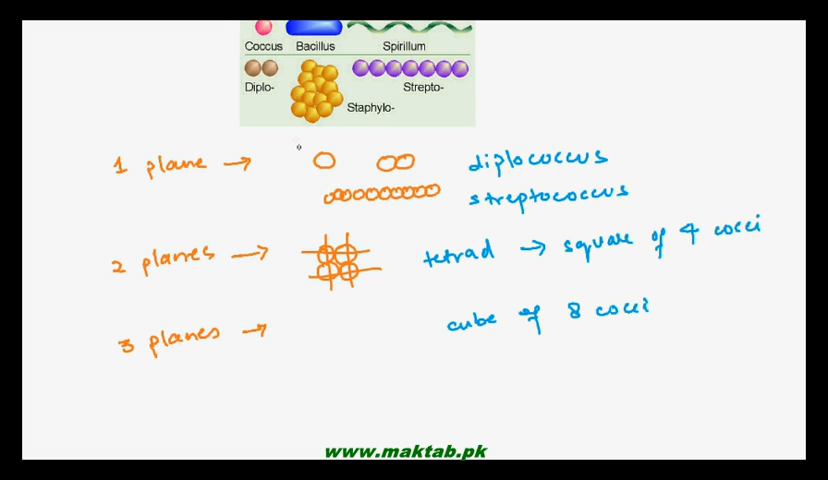 Coccus Bacillus Spirillum
Diplo- Strepto-
Staphylo-
1 plane → diplococcus
streptococcus
2 planes → tetrad → square of 4 cocci
3 planes → cube of 8 cocci
www.maktab.pk